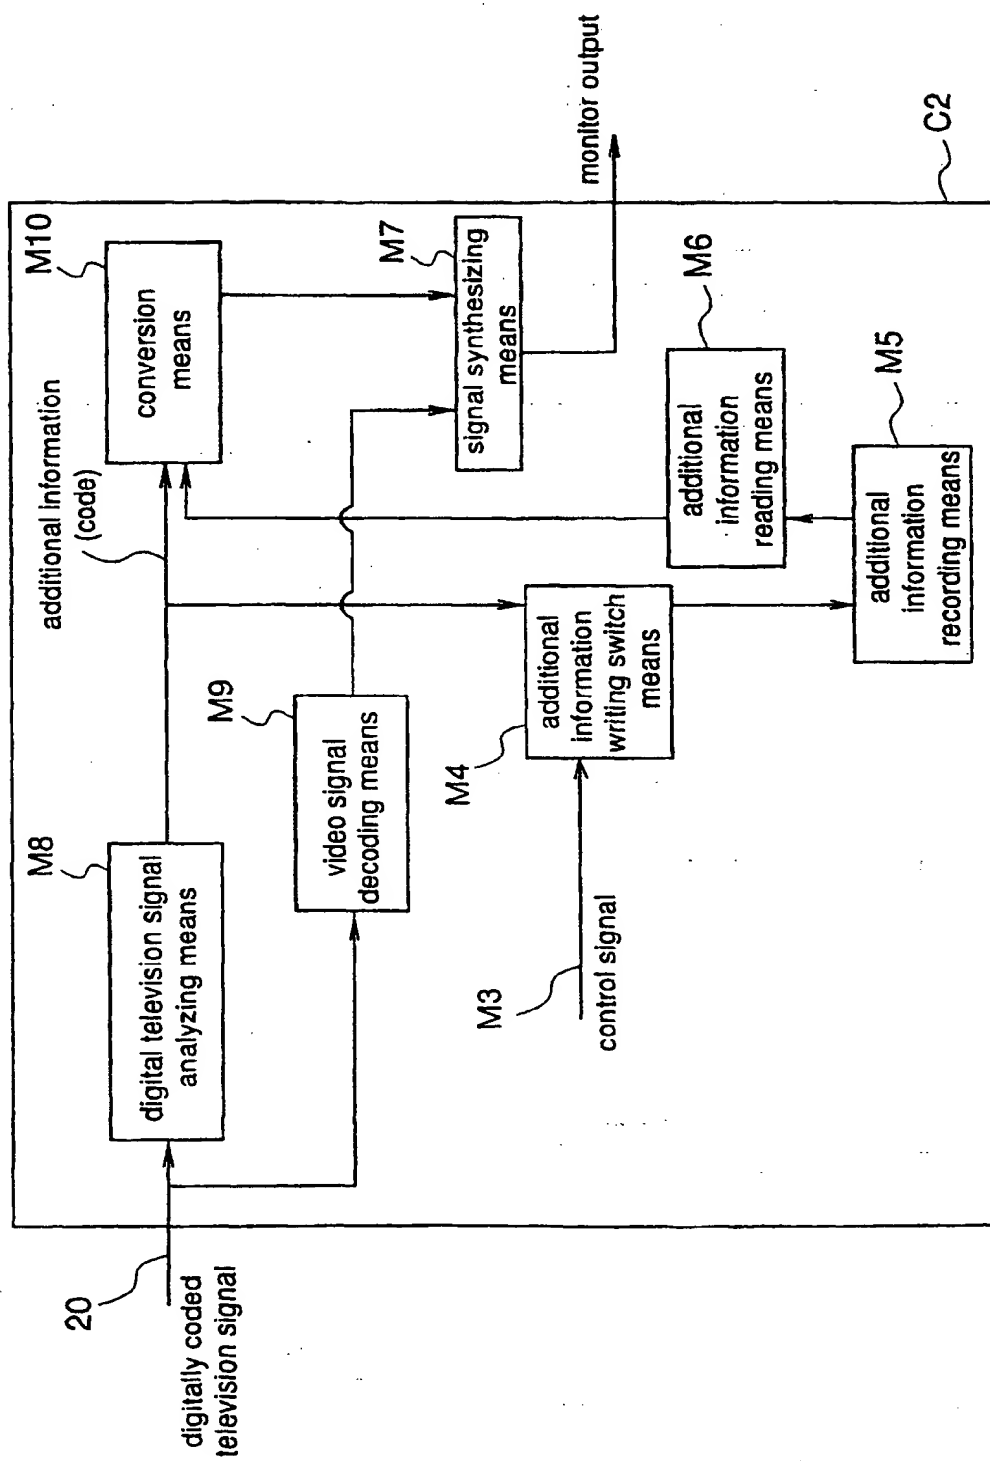 20
digitally coded
television signal
M8
digital television signal
analyzing means
additional information
(code)
M10
conversion
means
M9
video signal
decoding means
M7
signal synthesizing
means
monitor output
M3
control signal
M4
additional
information
writing switch
means
M6
additional
information
reading means
M5
additional
information
recording means
C2